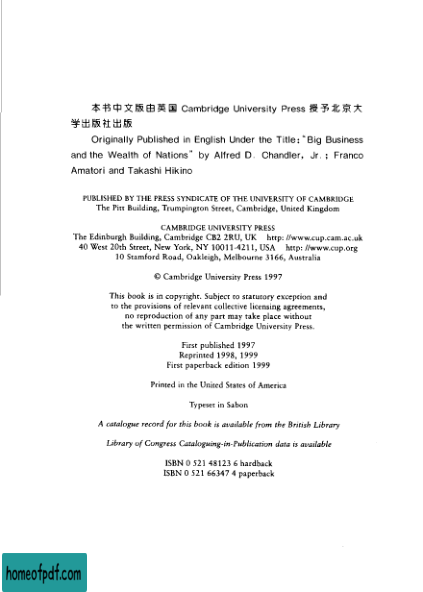 本书中文版由英国 Cambridge University Press 授予北京大
学出版社出版
Originally Published in English Under the Title: "Big Business
and the Wealth of Nations" by Alfred D. Chandler, Jr.; Franco
Amatori and Takashi Hikino
PUBLISHED BY THE PRESS SYNDICATE OF THE UNIVERSITY OF CAMBRIDGE
The Pitt Building, Trumpington Street, Cambridge, United Kingdom
CAMBRIDGE UNIVERSITY PRESS
The Edinburgh Building, Cambridge CB2 2RU, UK http: //www.cup.cam.ac.uk
40 West 20th Street, New York, NY 10011-4211, USA http: //www.cup.org
10 Stamford Road, Oakleigh, Melbourne 3166, Australia
© Cambridge University Press 1997
This book is in copyright. Subject to statutory exception and
to the provisions of relevant collective licensing agreements,
no reproduction of any part may take place without
the written permission of Cambridge University Press.
First published 1997
Reprinted 1998, 1999
First paperback edition 1999
Printed in the United States of America
Typeset in Sabon
A catalogue record for this book is available from the British Library
Library of Congress Cataloguing-in-Publication data is available
ISBN 0 521 48123 6 hardback
ISBN 0 521 66347 4 paperback
homeofpdf.com